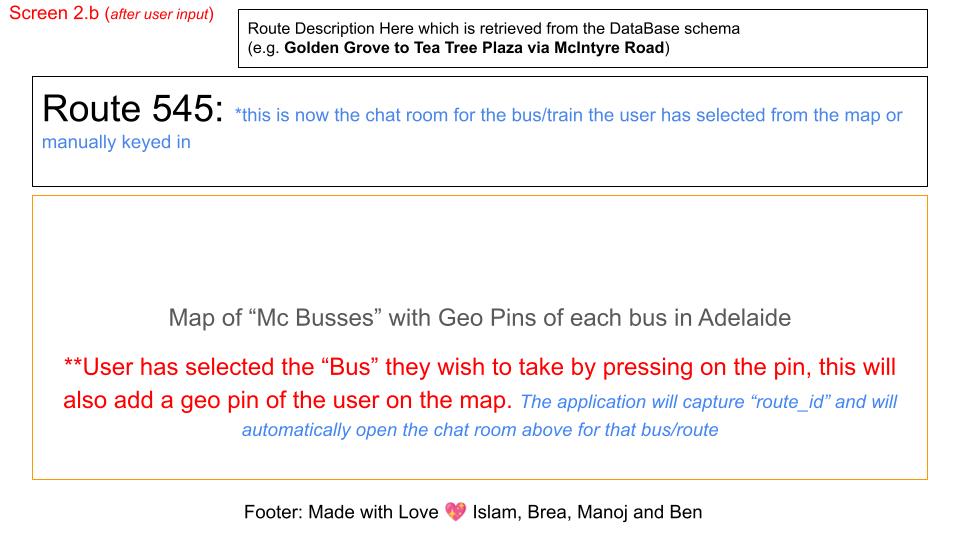 Screen 2.b (after user input)
Route Description Here which is retrieved from the DataBase schema
(e.g. Golden Grove to Tea Tree Plaza via McIntyre Road)
Route 545: *this is now the chat room for the bus/train the user has selected from the map or
manually keyed in
Map of “Mc Busses” with Geo Pins of each bus in Adelaide
**User has selected the “Bus” they wish to take by pressing on the pin, this will
also add a geo pin of the user on the map. The application will capture “route_id” and will
automatically open the chat room above for that bus/route
Footer: Made with Love 💖 Islam, Brea, Manoj and Ben